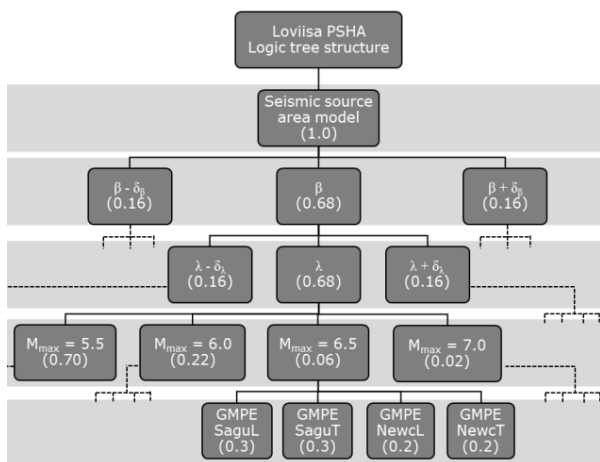 Loviisa PSHA
Logic tree structure
Seismic source
area model
(1.0)
β - δβ
(0.16)
β
(0.68)
β + δβ
(0.16)
λ - δλ
(0.16)
λ
(0.68)
λ + δλ
(0.16)
Mmax = 5.5
(0.70)
Mmax = 6.0
(0.22)
Mmax = 6.5
(0.06)
Mmax = 7.0
(0.02)
GMPE
SaguL
(0.3)
GMPE
SaguT
(0.3)
GMPE
NewcL
(0.2)
GMPE
NewcT
(0.2)